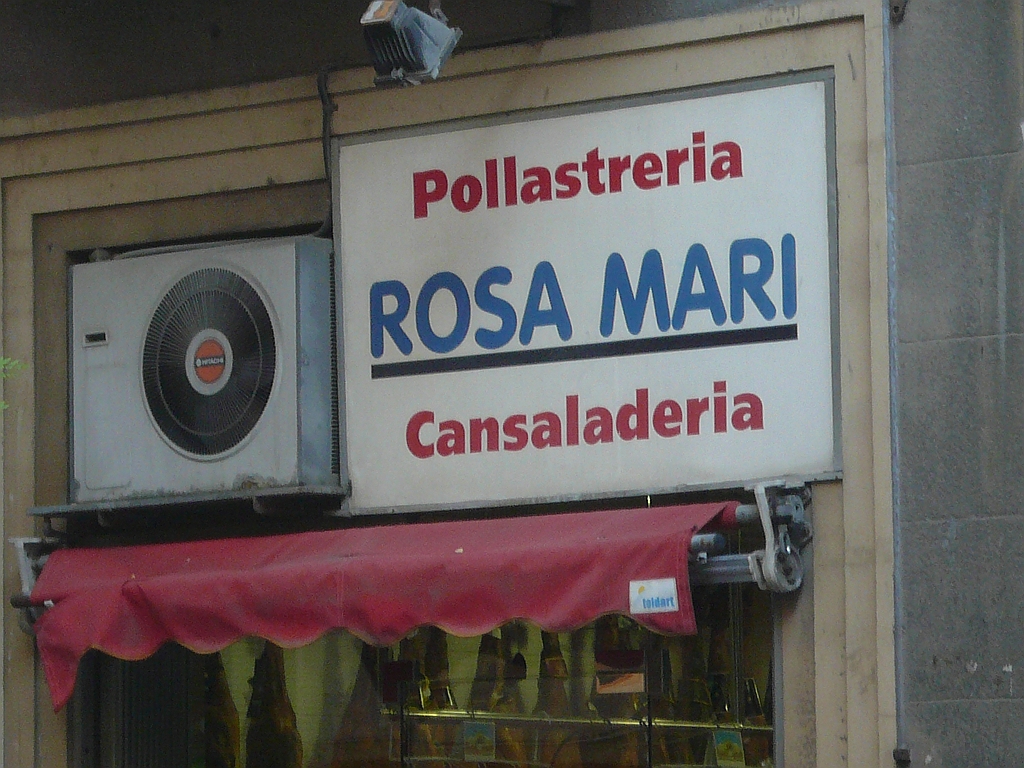 Pollastreria
ROSA MARI
Cansaladeria
HITACHI
toldart